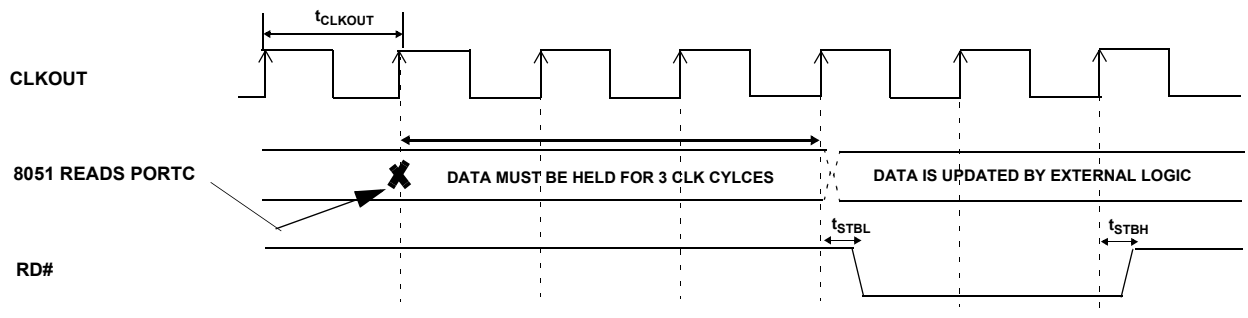 tCLKOUT
CLKOUT
8051 READS PORTC
DATA MUST BE HELD FOR 3 CLK CYLCES
DATA IS UPDATED BY EXTERNAL LOGIC
tSTBL
tSTBH
RD#